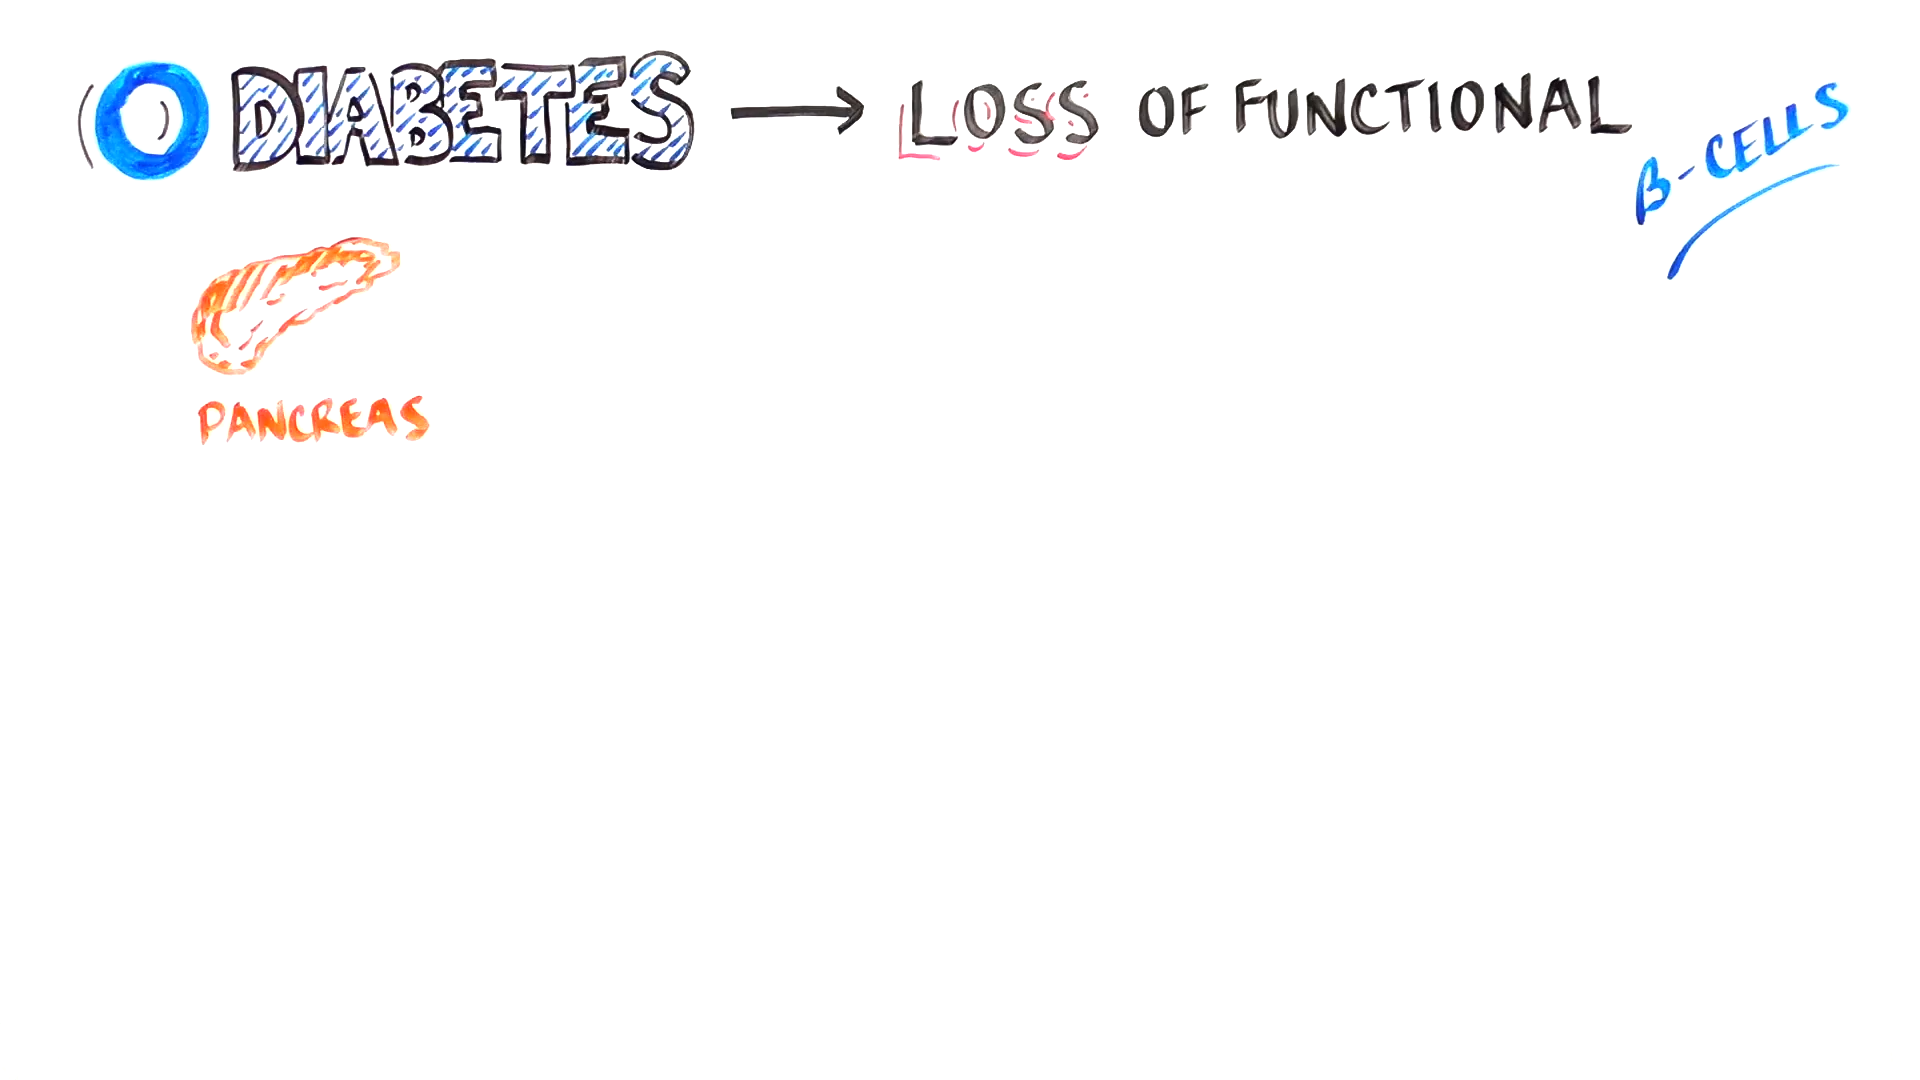 DIABETES → LOSS OF FUNCTIONAL
β-CELLS
PANCREAS